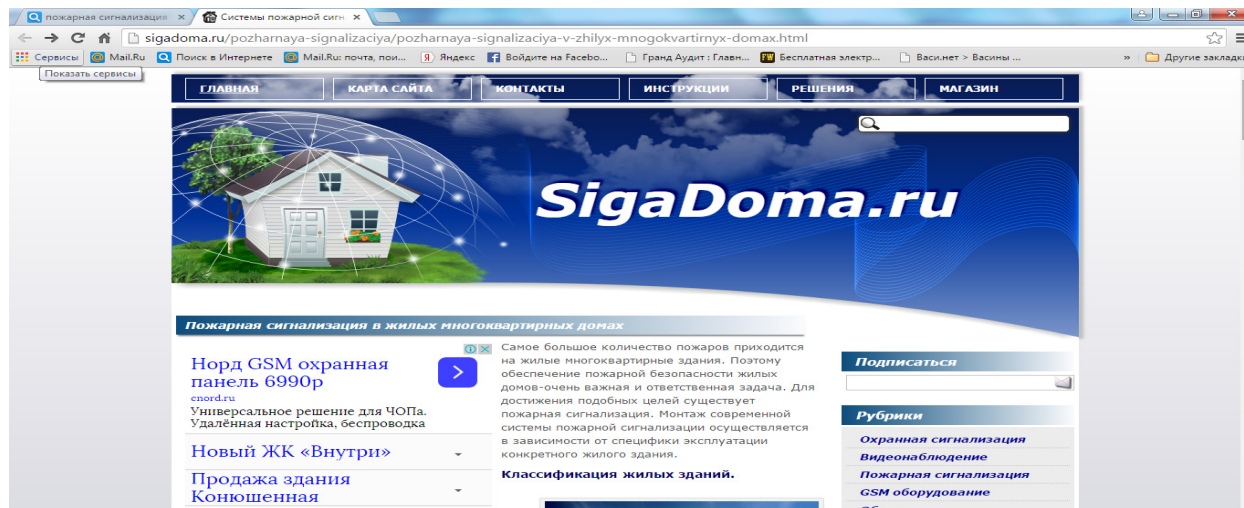 пожарная сигнализация
Системы пожарной сигн
sigadoma.ru/pozharnaya-signalizaciya/pozharnaya-signalizaciya-v-zhilyx-mnogokvartirnyx-domax.html
Сервисы Mail.Ru Поиск в Интернете Mail.Ru: почта, пои... Яндекс Войдите на Facebo... Гранд Аудит : Главн... Бесплатная электр... Васи.нет > Васины ... » Другие закладки
Показать сервисы
ГЛАВНАЯ КАРТА САЙТА КОНТАКТЫ ИНСТРУКЦИИ РЕШЕНИЯ МАГАЗИН
SigaDoma.ru
Пожарная сигнализация в жилых многоквартирных домах
Норд GSM охранная
панель 6990р
cnord.ru
Универсальное решение для ЧОПа.
Удалённая настройка, беспроводка
Новый ЖК «Внутри»
Продажа здания
Конюшенная
Самое большое количество пожаров приходится
на жилые многоквартирные здания. Поэтому
обеспечение пожарной безопасности жилых
домов-очень важная и ответственная задача. Для
достижения подобных целей существует
пожарная сигнализация. Монтаж современной
системы пожарной сигнализации осуществляется
в зависимости от специфики эксплуатации
конкретного жилого здания.
Классификация жилых зданий.
Подписаться
Рубрики
Охранная сигнализация
Видеонаблюдение
Пожарная сигнализация
GSM оборудование